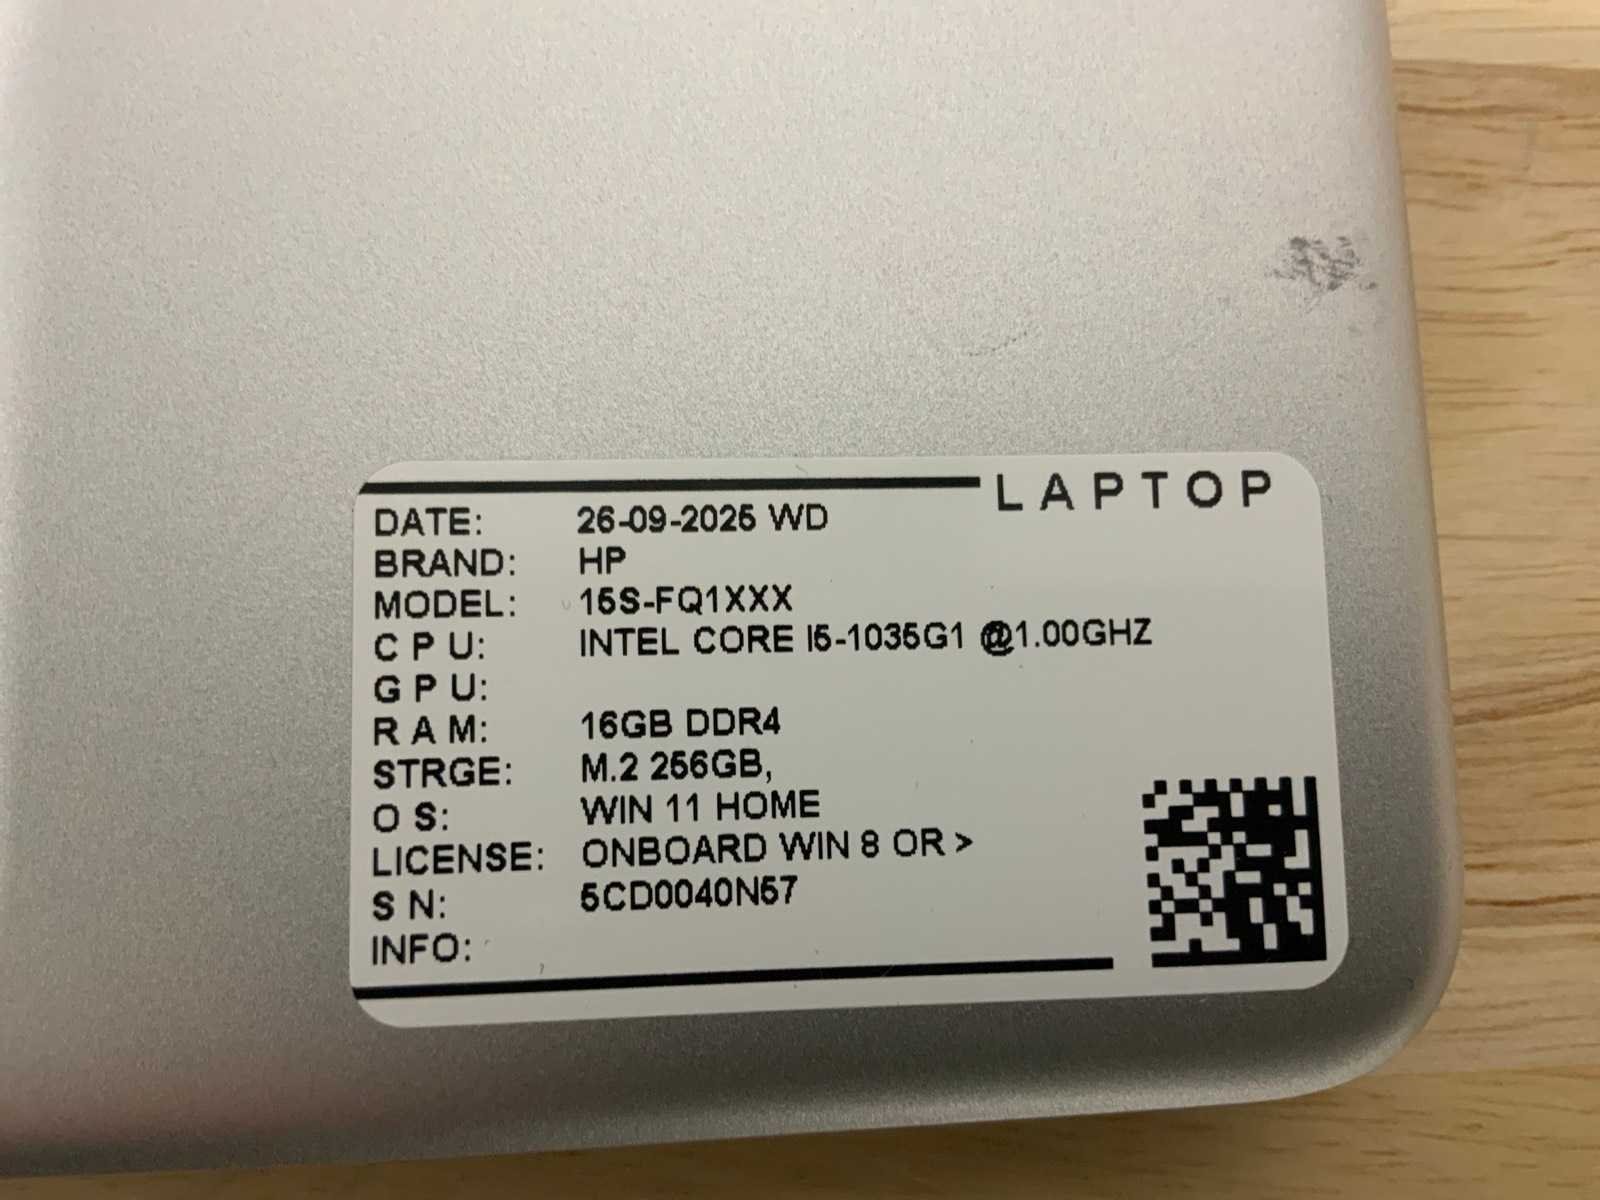 LAPTOP
DATE: 26-09-2025 WD
BRAND: HP
MODEL: 15S-FQ1XXX
C P U: INTEL CORE I5-1035G1 @1.00GHZ
G P U:
R A M: 16GB DDR4
STRGE: M.2 256GB,
O S: WIN 11 HOME
LICENSE: ONBOARD WIN 8 OR >
S N: 5CD0040N57
INFO: